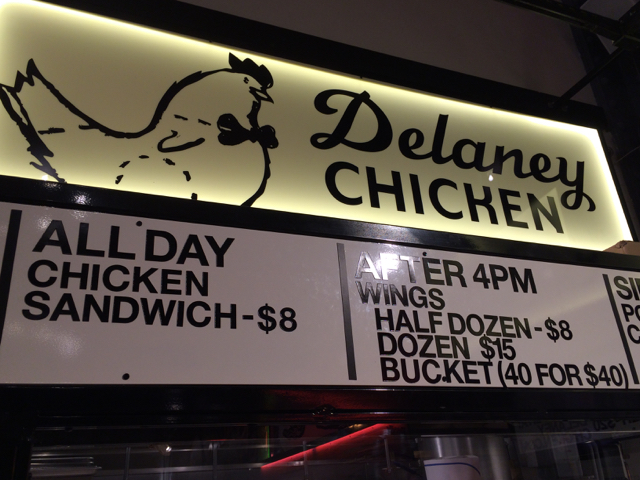 Delaney
CHICKEN
ALL DAY
CHICKEN
SANDWICH-$8
AFTER 4PM
WINGS
HALF DOZEN-$8
DOZEN $15
BUCKET (40 FOR $40)